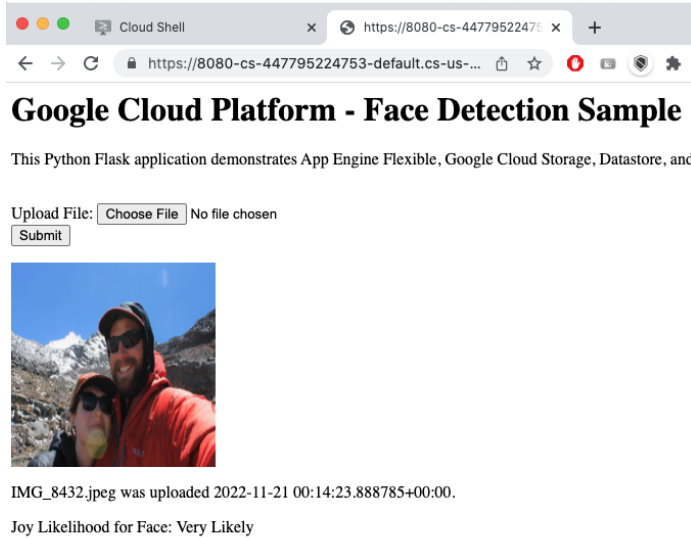 Cloud Shell
https://8080-cs-44779522475
https://8080-cs-447795224753-default.cs-us-...
Google Cloud Platform - Face Detection Sample
This Python Flask application demonstrates App Engine Flexible, Google Cloud Storage, Datastore, and
Upload File: Choose File No file chosen
Submit
IMG_8432.jpeg was uploaded 2022-11-21 00:14:23.888785+00:00.
Joy Likelihood for Face: Very Likely